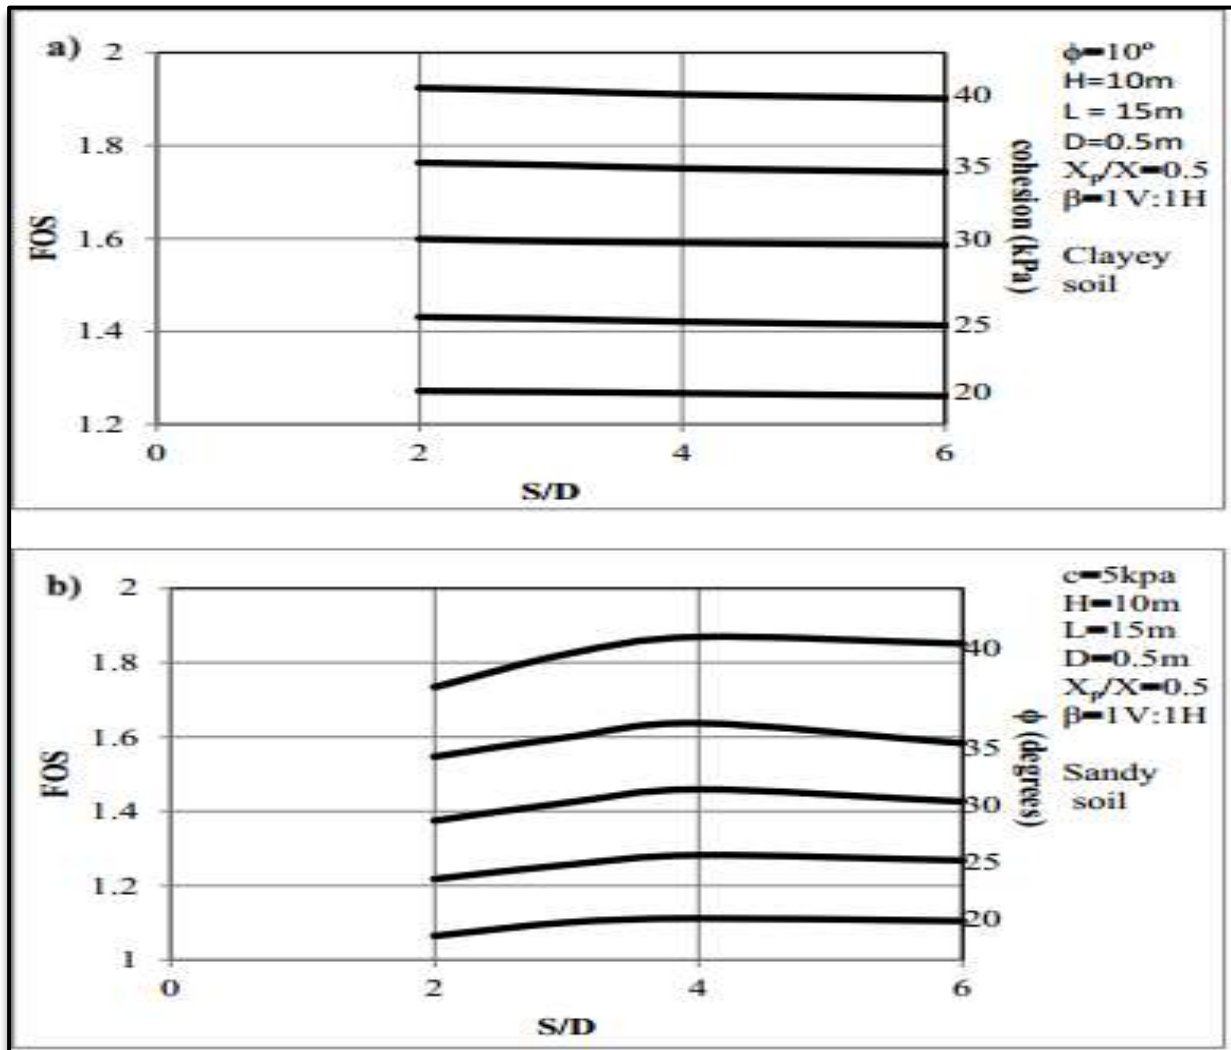 a)
2
1.8
1.6
1.4
1.2
FOS
0
2
4
6
S/D
40
35
30
25
20
cohesion (kPa)
ϕ=10°
H=10m
L = 15m
D=0.5m
Xp/X=0.5
β=1V:1H
Clayey
soil
b)
2
1.8
1.6
1.4
1.2
1
FOS
0
2
4
6
S/D
40
35
30
25
20
ϕ (degrees)
c=5kpa
H=10m
L=15m
D=0.5m
Xp/X=0.5
β=1V:1H
Sandy
soil